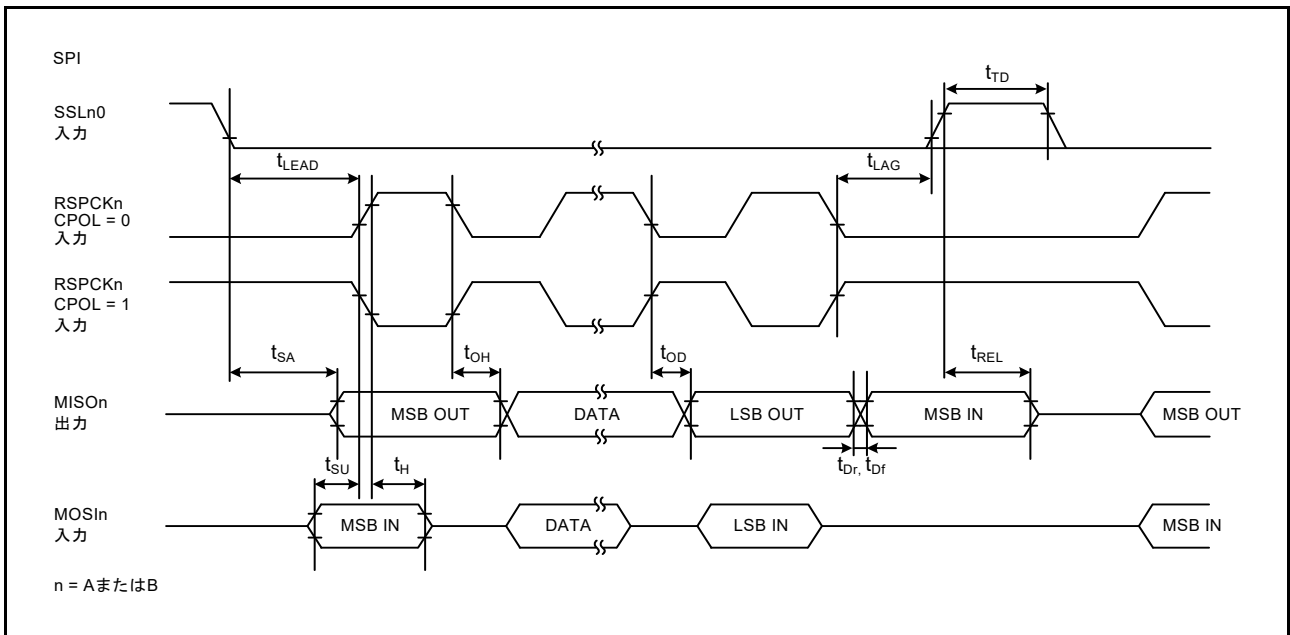 SPI
tTD
SSLn0
入力
tLEAD
tLAG
RSPCKn
CPOL = 0
入力
RSPCKn
CPOL = 1
入力
tSA
tOH
tOD
tREL
MISOn
出力
MSB OUT
DATA
LSB OUT
MSB IN
MSB OUT
tSU
tH
tDr, tDf
MOSIn
入力
MSB IN
DATA
LSB IN
MSB IN
n = AまたはB